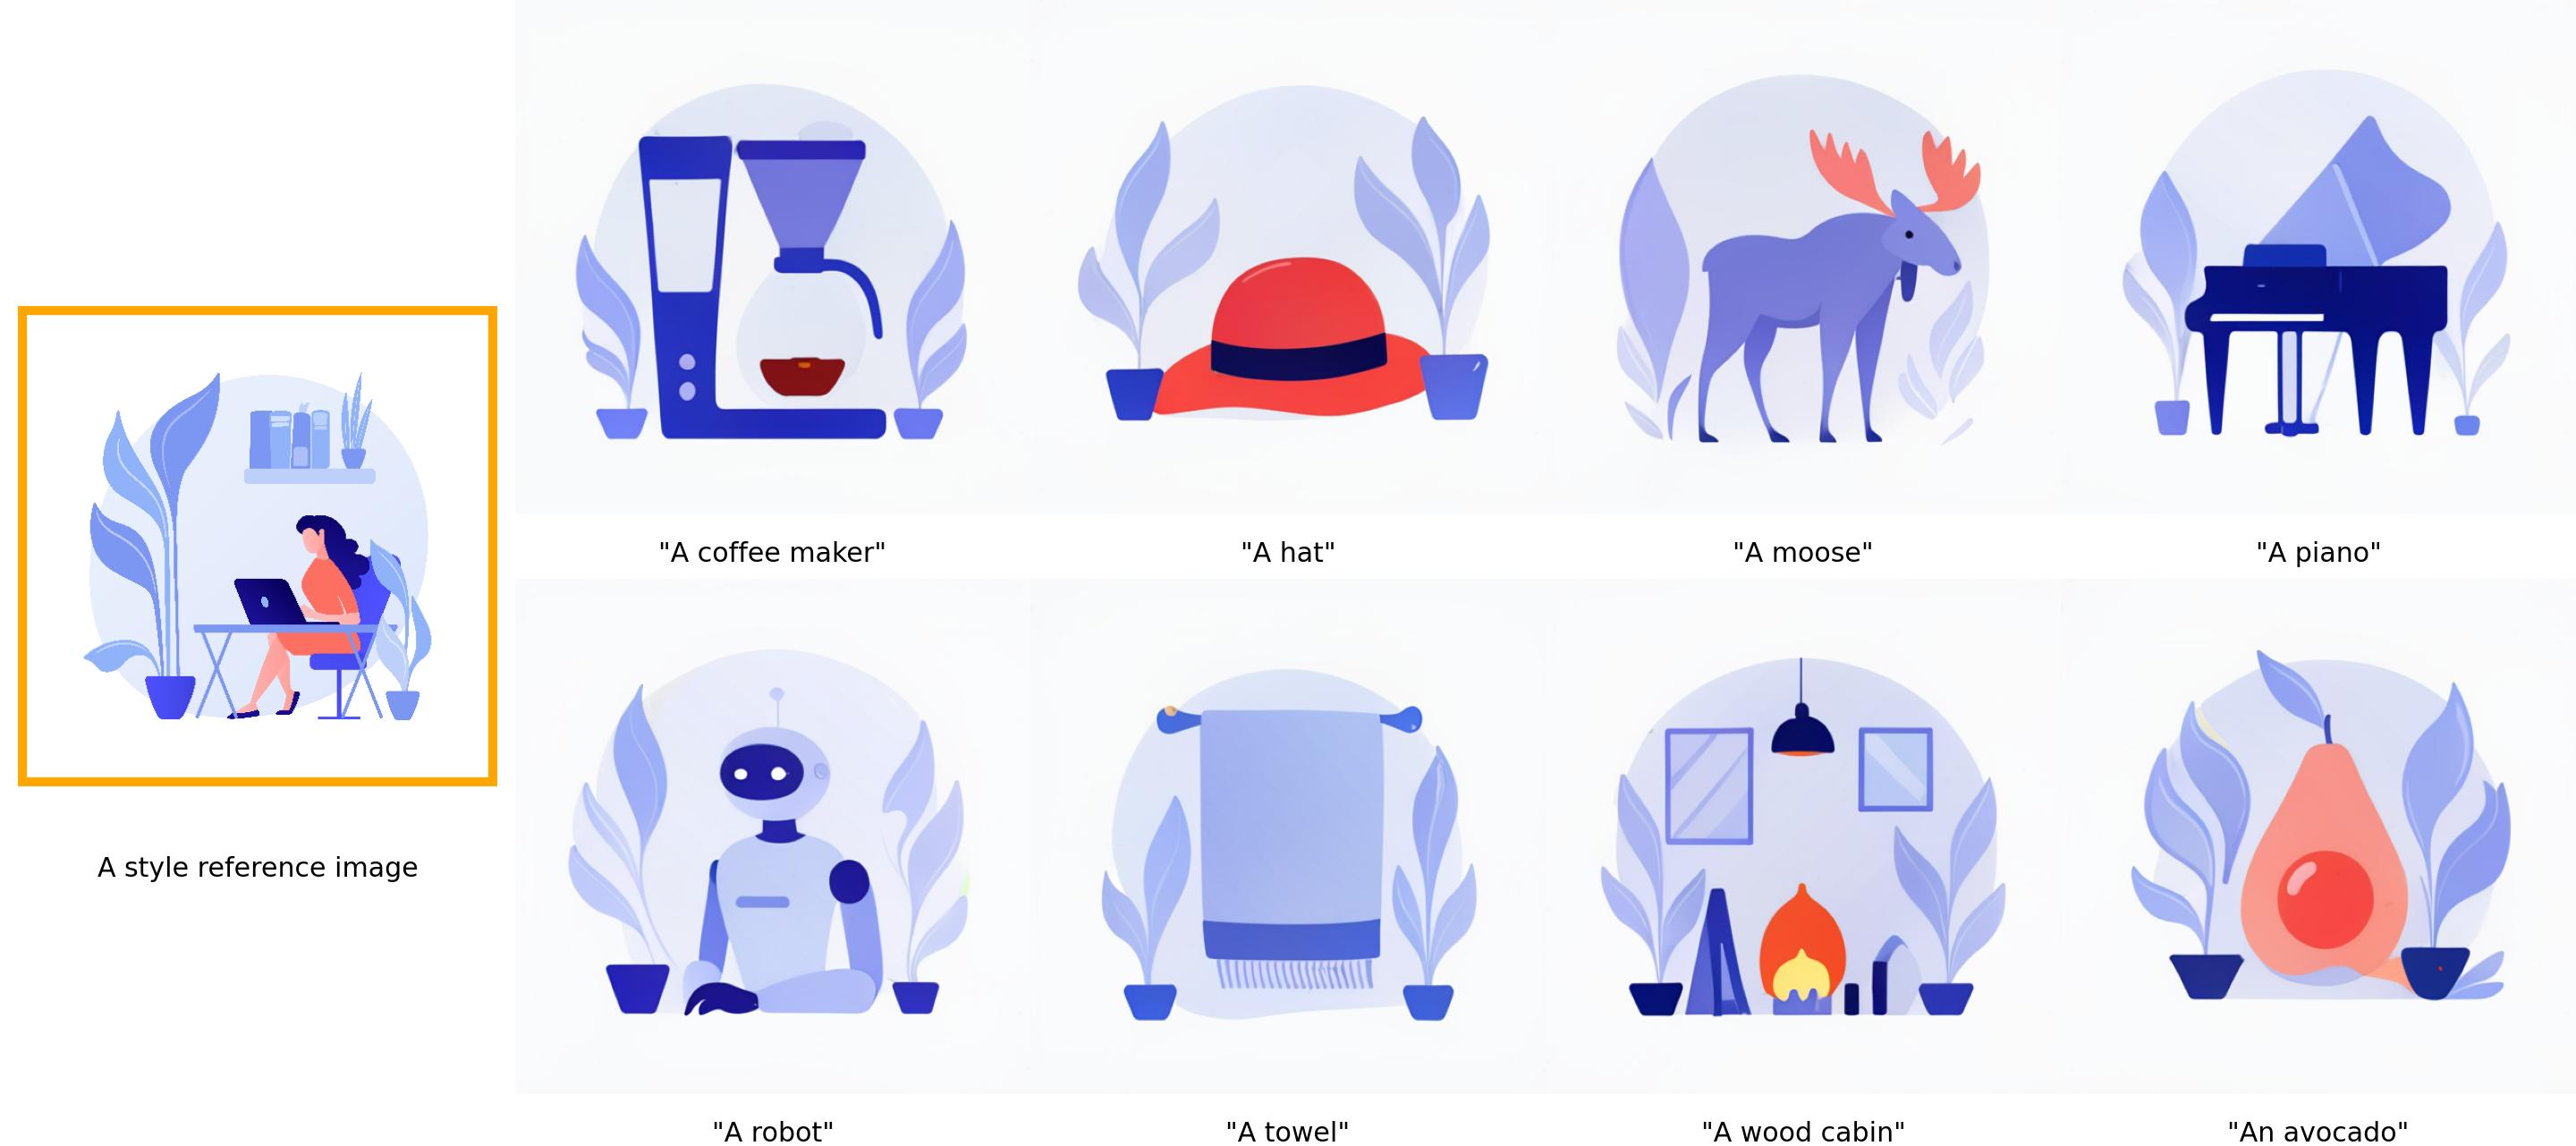 A style reference image
"A coffee maker"
"A hat"
"A moose"
"A piano"
"A robot"
"A towel"
"A wood cabin"
"An avocado"